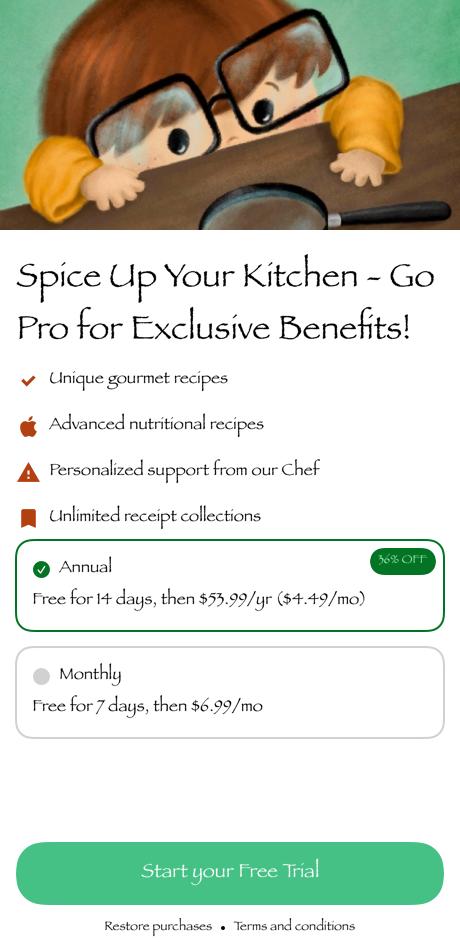 Spice Up Your Kitchen - Go
Pro for Exclusive Benefits!
Unique gourmet recipes
Advanced nutritional recipes
Personalized support from our Chef
Unlimited receipt collections
36% OFF
Annual
Free for 14 days, then $53.99/yr ($4.49/mo)
Monthly
Free for 7 days, then $6.99/mo
Start your Free Trial
Restore purchases • Terms and conditions